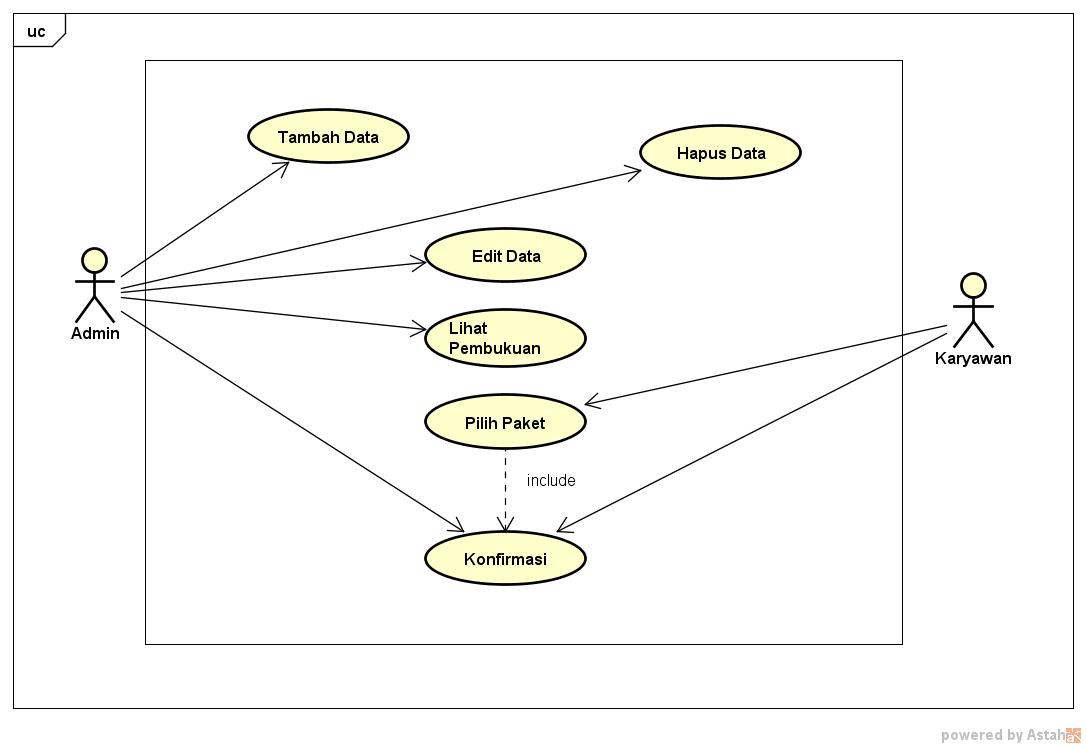 uc
Tambah Data
Hapus Data
Edit Data
Admin
Lihat
Pembukuan
Karyawan
Pilih Paket
include
Konfirmasi
powered by Astah